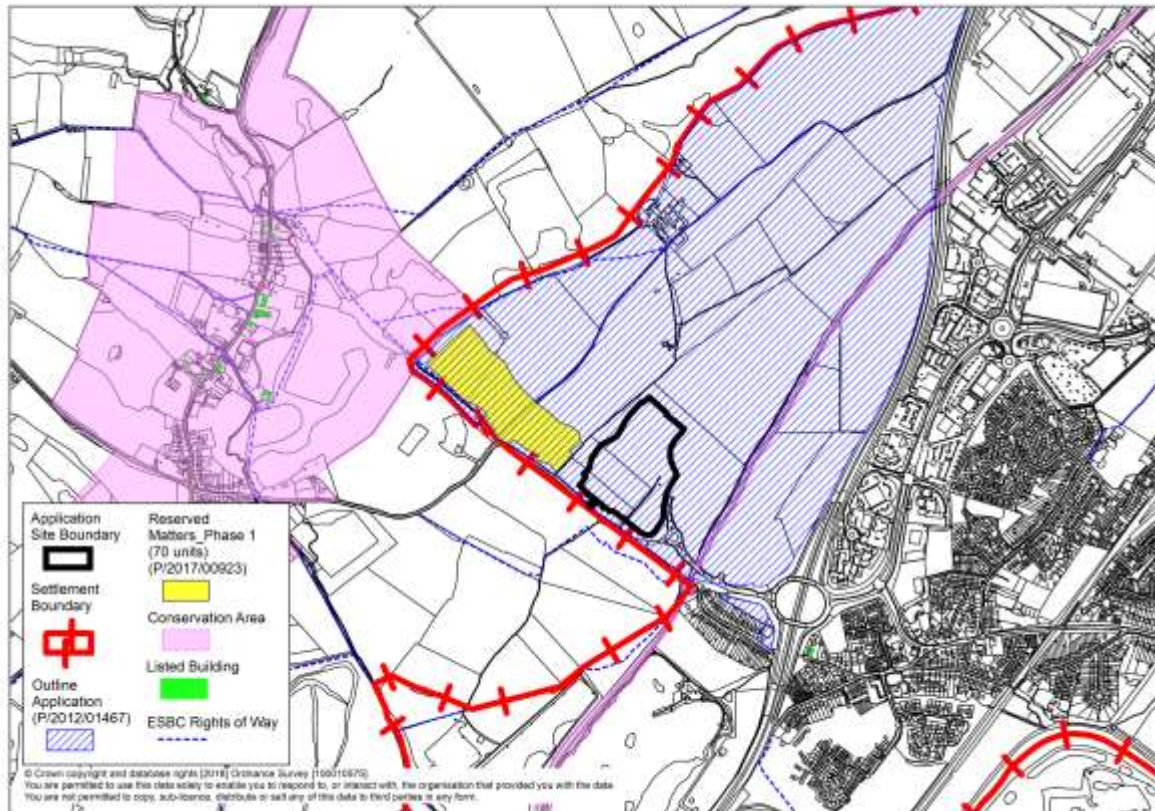 Application
Site Boundary
Settlement
Boundary
Outline
Application
(P/2012/01467)
Reserved
Matters_Phase 1
(70 units)
(P/2017/00923)
Conservation Area
Listed Building
ESBC Rights of Way
© Crown copyright and database rights [2018] Ordnance Survey [100010575].
You are permitted to use this data solely to enable you to respond to, or interact with, the organisation that provided you with the data
You are not permitted to copy, sub-licence, distribute or sell any of this data to third parties in any form.